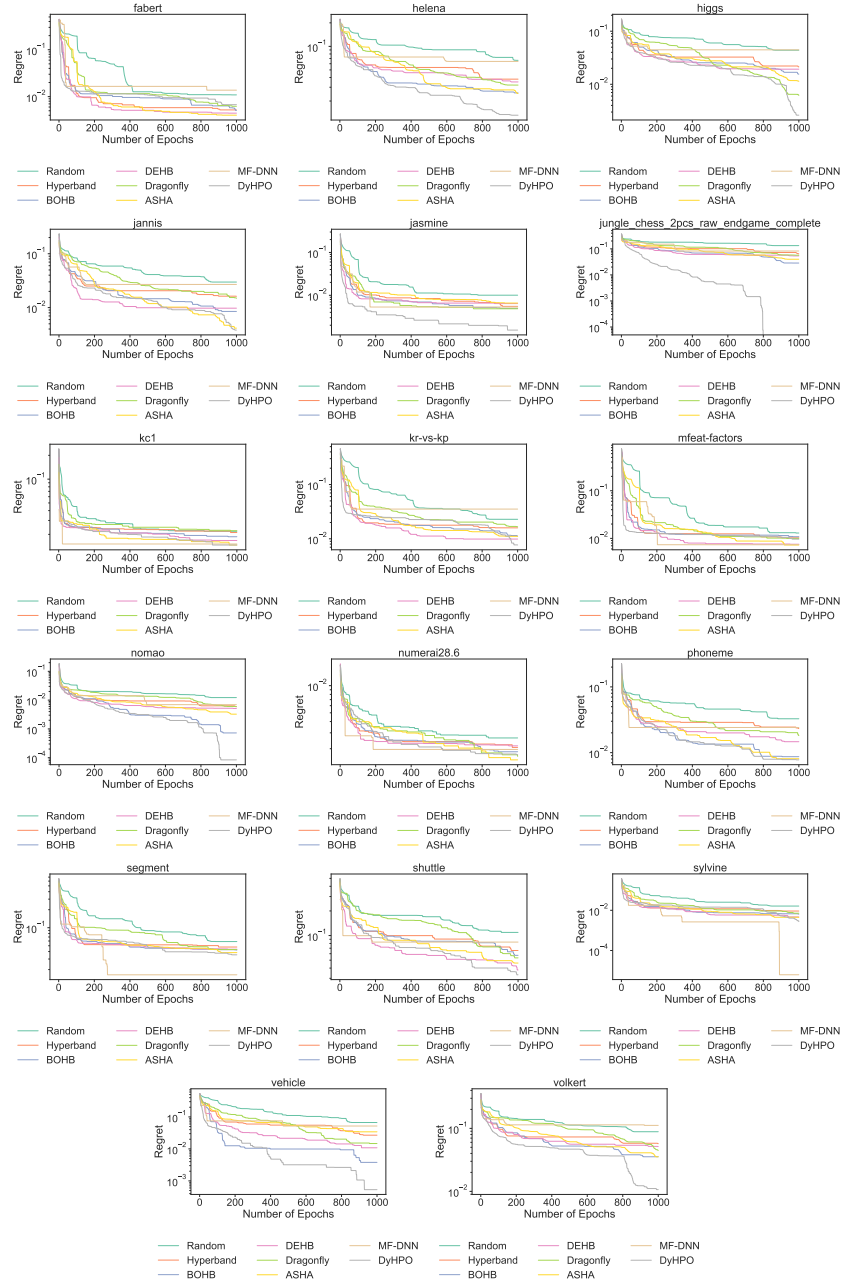 fabert
helena
higgs
Regret
10⁻¹
10⁻²
Regret
10⁻¹
Regret
10⁻¹
10⁻²
0 200 400 600 800 1000
0 200 400 600 800 1000
0 200 400 600 800 1000
Number of Epochs
Number of Epochs
Number of Epochs
Random DEHB MF-DNN Random DEHB MF-DNN Random DEHB MF-DNN
Hyperband Dragonfly DyHPO Hyperband Dragonfly DyHPO Hyperband Dragonfly DyHPO
BOHB ASHA BOHB ASHA BOHB ASHA
jannis
jasmine
jungle_chess_2pcs_raw_endgame_complete
Regret
10⁻¹
10⁻²
Regret
10⁻¹
10⁻²
Regret
10⁻¹
10⁻²
10⁻³
10⁻⁴
0 200 400 600 800 1000
0 200 400 600 800 1000
0 200 400 600 800 1000
Number of Epochs
Number of Epochs
Number of Epochs
Random DEHB MF-DNN Random DEHB MF-DNN Random DEHB MF-DNN
Hyperband Dragonfly DyHPO Hyperband Dragonfly DyHPO Hyperband Dragonfly DyHPO
BOHB ASHA BOHB ASHA BOHB ASHA
kc1
kr-vs-kp
mfeat-factors
Regret
10⁻¹
Regret
10⁻¹
10⁻²
Regret
10⁻¹
10⁻²
0 200 400 600 800 1000
0 200 400 600 800 1000
0 200 400 600 800 1000
Number of Epochs
Number of Epochs
Number of Epochs
Random DEHB MF-DNN Random DEHB MF-DNN Random DEHB MF-DNN
Hyperband Dragonfly DyHPO Hyperband Dragonfly DyHPO Hyperband Dragonfly DyHPO
BOHB ASHA BOHB ASHA BOHB ASHA
nomao
numerai28.6
phoneme
Regret
10⁻¹
10⁻²
10⁻³
10⁻⁴
Regret
10⁻²
Regret
10⁻¹
10⁻²
0 200 400 600 800 1000
0 200 400 600 800 1000
0 200 400 600 800 1000
Number of Epochs
Number of Epochs
Number of Epochs
Random DEHB MF-DNN Random DEHB MF-DNN Random DEHB MF-DNN
Hyperband Dragonfly DyHPO Hyperband Dragonfly DyHPO Hyperband Dragonfly DyHPO
BOHB ASHA BOHB ASHA BOHB ASHA
segment
shuttle
sylvine
Regret
10⁻¹
Regret
10⁻¹
Regret
10⁻²
10⁻⁴
0 200 400 600 800 1000
0 200 400 600 800 1000
0 200 400 600 800 1000
Number of Epochs
Number of Epochs
Number of Epochs
Random DEHB MF-DNN Random DEHB MF-DNN Random DEHB MF-DNN
Hyperband Dragonfly DyHPO Hyperband Dragonfly DyHPO Hyperband Dragonfly DyHPO
BOHB ASHA BOHB ASHA BOHB ASHA
vehicle
volkert
Regret
10⁻¹
10⁻²
10⁻³
Regret
10⁻¹
10⁻²
0 200 400 600 800 1000
0 200 400 600 800 1000
Number of Epochs
Number of Epochs
Random DEHB MF-DNN Random DEHB MF-DNN
Hyperband Dragonfly DyHPO Hyperband Dragonfly DyHPO
BOHB ASHA BOHB ASHA